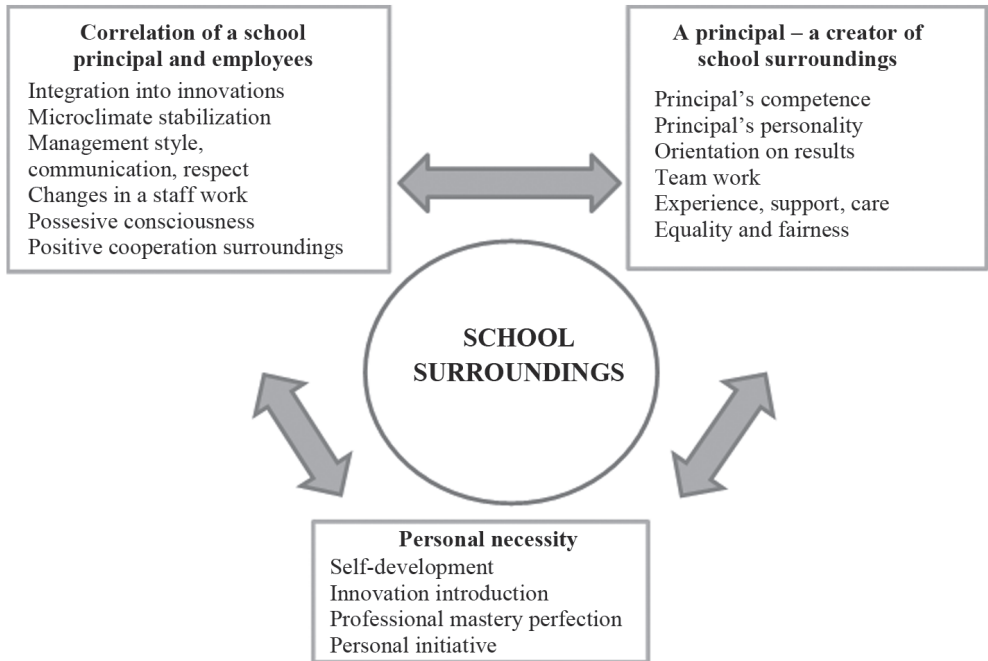 Correlation of a school
principal and employees
Integration into innovations
Microclimate stabilization
Management style,
communication, respect
Changes in a staff work
Possesive consciousness
Positive cooperation surroundings
A principal – a creator of
school surroundings
Principal's competence
Principal's personality
Orientation on results
Team work
Experience, support, care
Equality and fairness
SCHOOL
SURROUNDINGS
Personal necessity
Self-development
Innovation introduction
Professional mastery perfection
Personal initiative